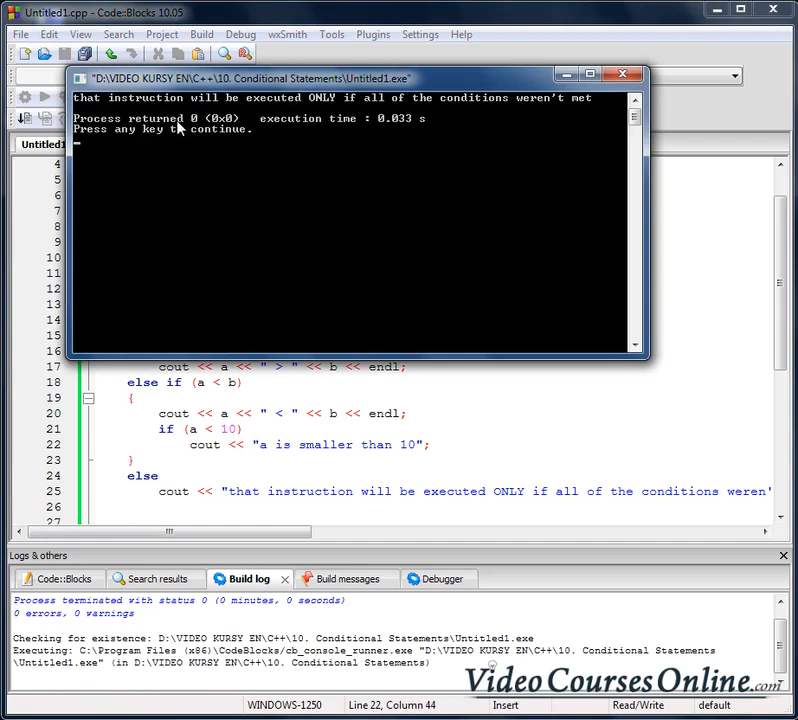 Untitled1.cpp - Code::Blocks 10.05
File Edit View Search Project Build Debug wxSmith Tools Plugins Settings Help
"D:\VIDEO KURSY EN\C++\10. Conditional Statements\Untitled1.exe"
that instruction will be executed ONLY if all of the conditions weren't met
Process returned 0 (0x0)   execution time : 0.033 s
Press any key to continue.
Untitled1
4
5
6
7
8
9
10
11
12
13
14
15
16
17 cout << a << " > " << b << endl;
18 else if (a < b)
19 {
20 cout << a << " < " << b << endl;
21 if (a < 10)
22 cout << "a is smaller than 10";
23 }
24 else
25 cout << "that instruction will be executed ONLY if all of the conditions weren'
26
27
Logs & others
Code::Blocks Search results Build log Build messages Debugger
Process terminated with status 0 (0 minutes, 0 seconds)
0 errors, 0 warnings
Checking for existence: D:\VIDEO KURSY EN\C++\10. Conditional Statements\Untitled1.exe
Executing: C:\Program Files (x86)\CodeBlocks/cb_console_runner.exe "D:\VIDEO KURSY EN\C++\10. Conditional Statements
\Untitled1.exe" (in D:\VIDEO KURSY EN\C++\10. Conditional Statements)
VideoCoursesOnline.com
WINDOWS-1250 Line 22, Column 44 Insert Read/Write default